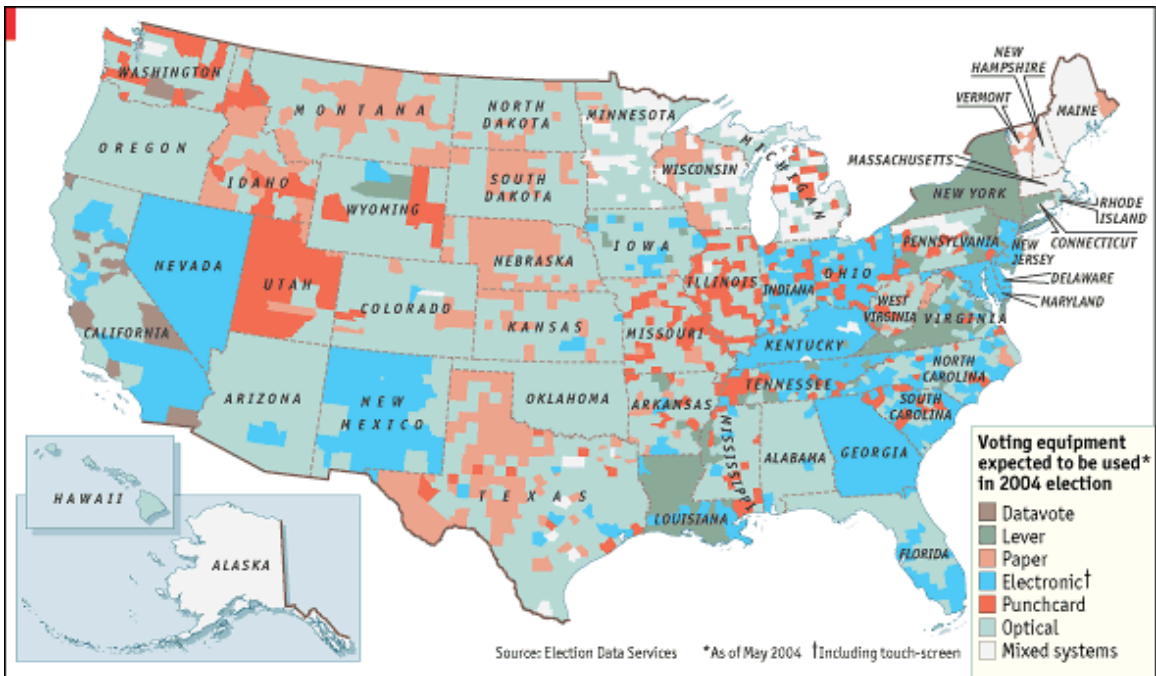 NEW
HAMPSHIRE
VERMONT
MAINE
WASHINGTON
MONTANA
NORTH
DAKOTA
MINNESOTA
OREGON
MICHIGAN
MASSACHUSETTS
WISCONSIN
IDAHO
SOUTH
DAKOTA
WYOMING
NEW YORK
RHODE
ISLAND
CONNECTICUT
IOWA
PENNSYLVANIA
NEW
JERSEY
NEVADA
NEBRASKA
OHIO
DELAWARE
UTAH
ILLINOIS
INDIANA
MARYLAND
COLORADO
WEST
VIRGINIA
VIRGINIA
CALIFORNIA
KANSAS
MISSOURI
KENTUCKY
NORTH
CAROLINA
TENNESSEE
ARIZONA
NEW
MEXICO
OKLAHOMA
ARKANSAS
SOUTH
CAROLINA
MISSISSIPPI
ALABAMA
GEORGIA
TEXAS
LOUISIANA
FLORIDA
HAWAII
ALASKA
Voting equipment
expected to be used*
in 2004 election
Datavote
Lever
Paper
Electronic†
Punchcard
Optical
Mixed systems
Source: Election Data Services *As of May 2004 †Including touch-screen